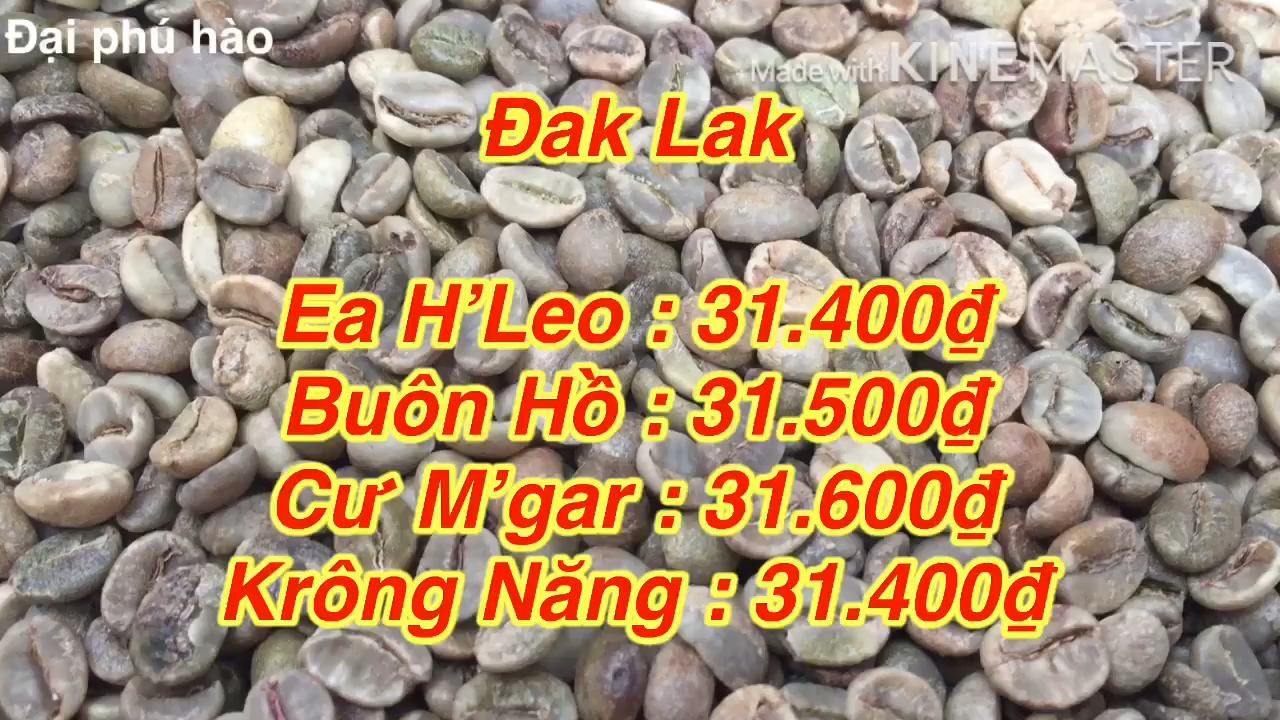 Đại phú hào
Made with KINEMASTER
Đak Lak
Ea H’Leo : 31.400₫
Buôn Hồ : 31.500₫
Cư M’gar : 31.600₫
Krông Năng : 31.400₫